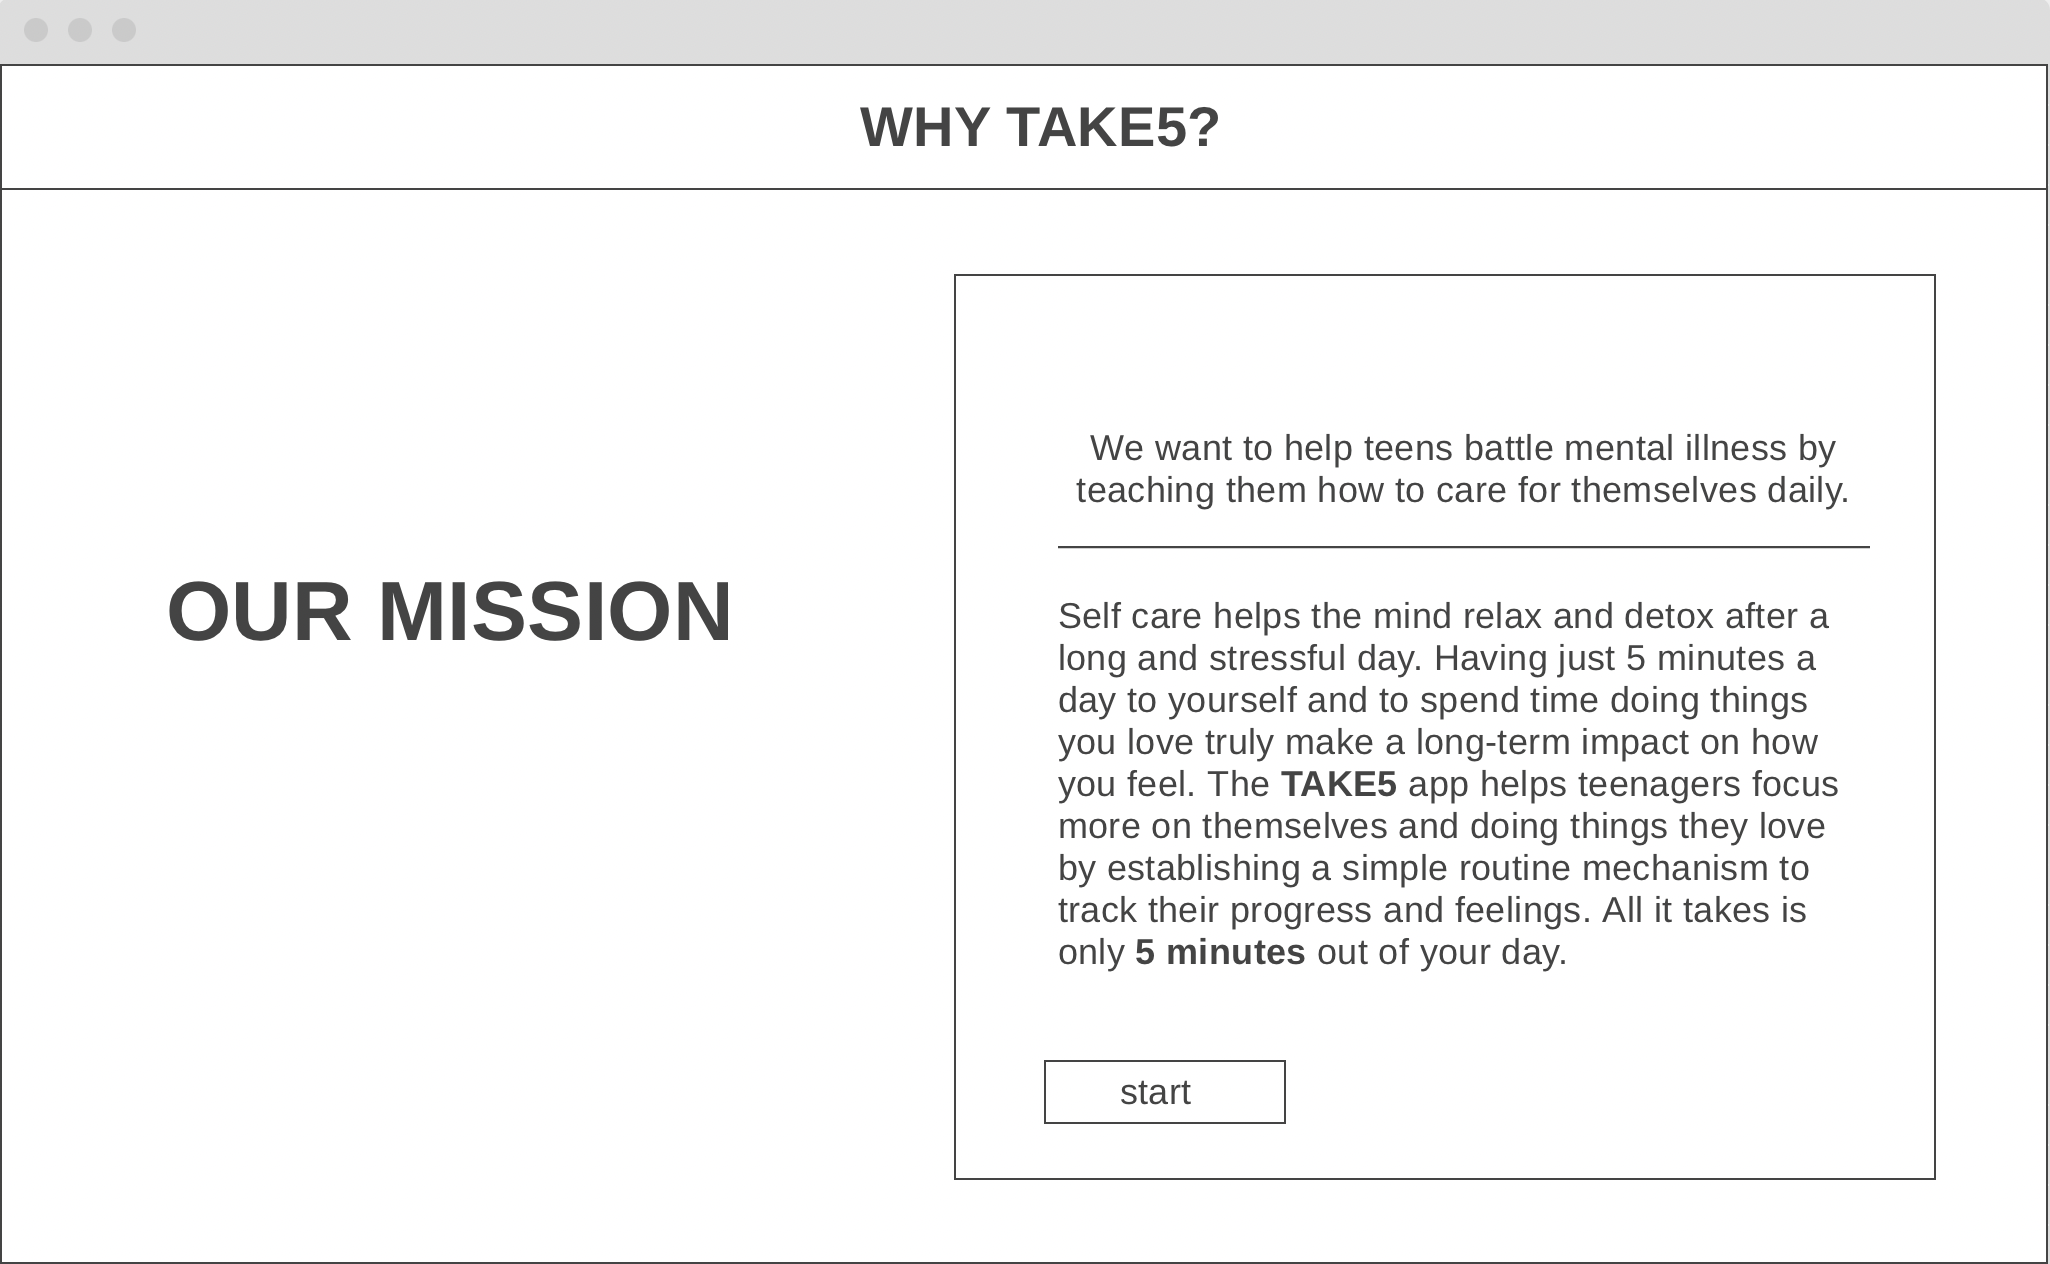 WHY TAKE5?
OUR MISSION
We want to help teens battle mental illness by
teaching them how to care for themselves daily.
Self care helps the mind relax and detox after a
long and stressful day. Having just 5 minutes a
day to yourself and to spend time doing things
you love truly make a long-term impact on how
you feel. The TAKE5 app helps teenagers focus
more on themselves and doing things they love
by establishing a simple routine mechanism to
track their progress and feelings. All it takes is
only 5 minutes out of your day.
start